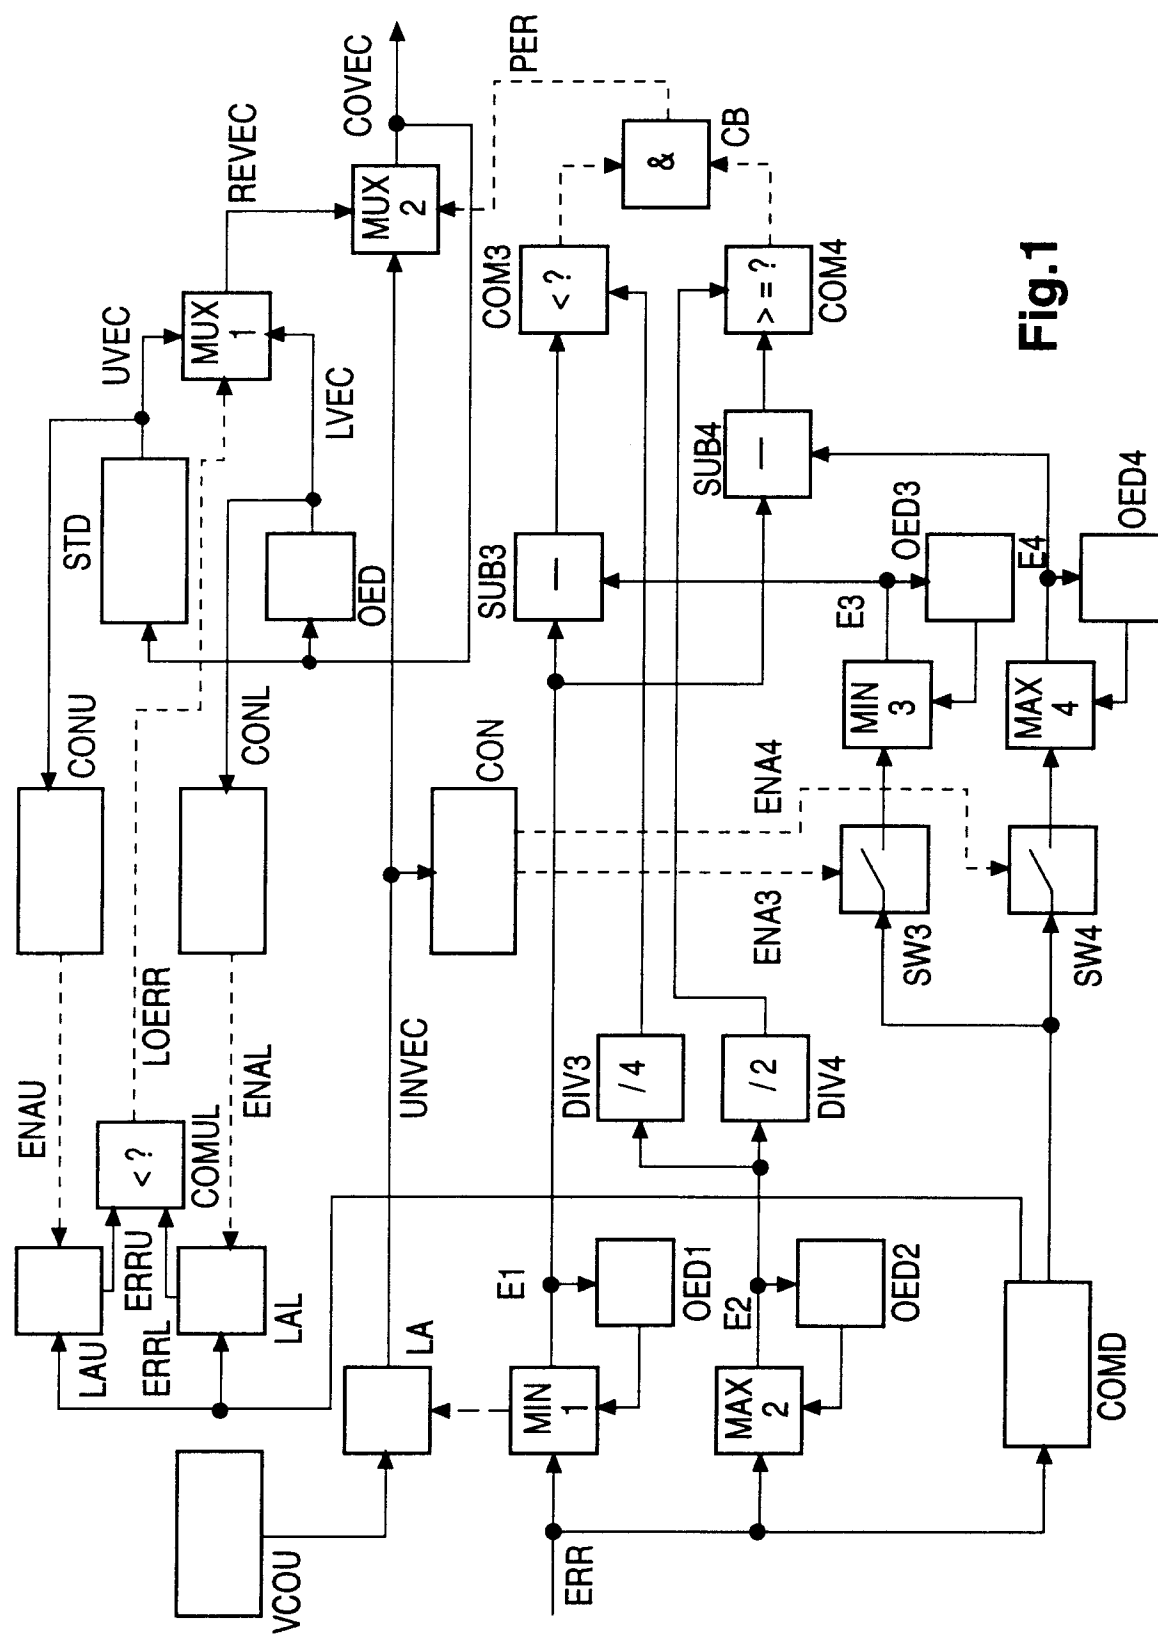 COVEC
PER
REVEC
MUX
2
&
CB
UVEC
MUX
1
COM3
< ?
> = ?
COM4
Fig.1
LVEC
STD
OED
SUB3
–
SUB4
–
OED3
E4
OED4
E3
CONU
CONL
CON
ENA4
MIN
3
MAX
4
ENA3
SW3
SW4
LOERR
ENAU
ENAL
UNVEC
DIV3
/ 4
/ 2
DIV4
< ?
COMUL
ERRU
ERRL
LAU
LAL
LA
E1
OED1
E2
OED2
MIN
1
MAX
2
COMD
VCOU
ERR